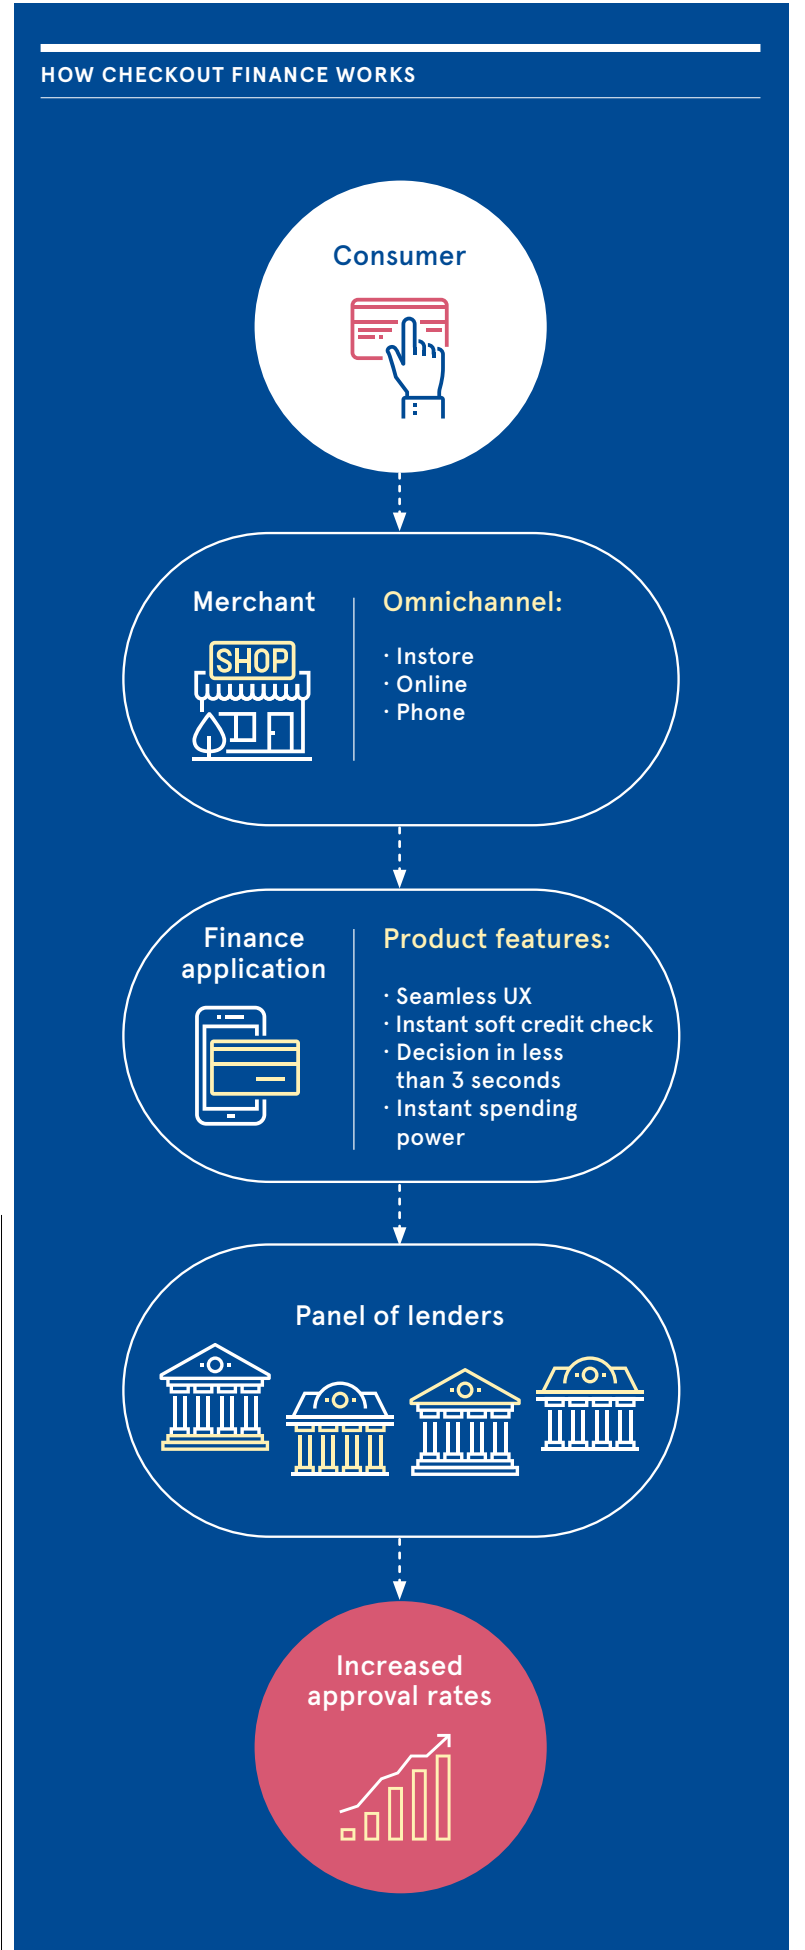 HOW CHECKOUT FINANCE WORKS
Consumer
Merchant
SHOP
Omnichannel:
· Instore
· Online
· Phone
Finance
application
Product features:
· Seamless UX
· Instant soft credit check
· Decision in less
than 3 seconds
· Instant spending
power
Panel of lenders
Increased
approval rates